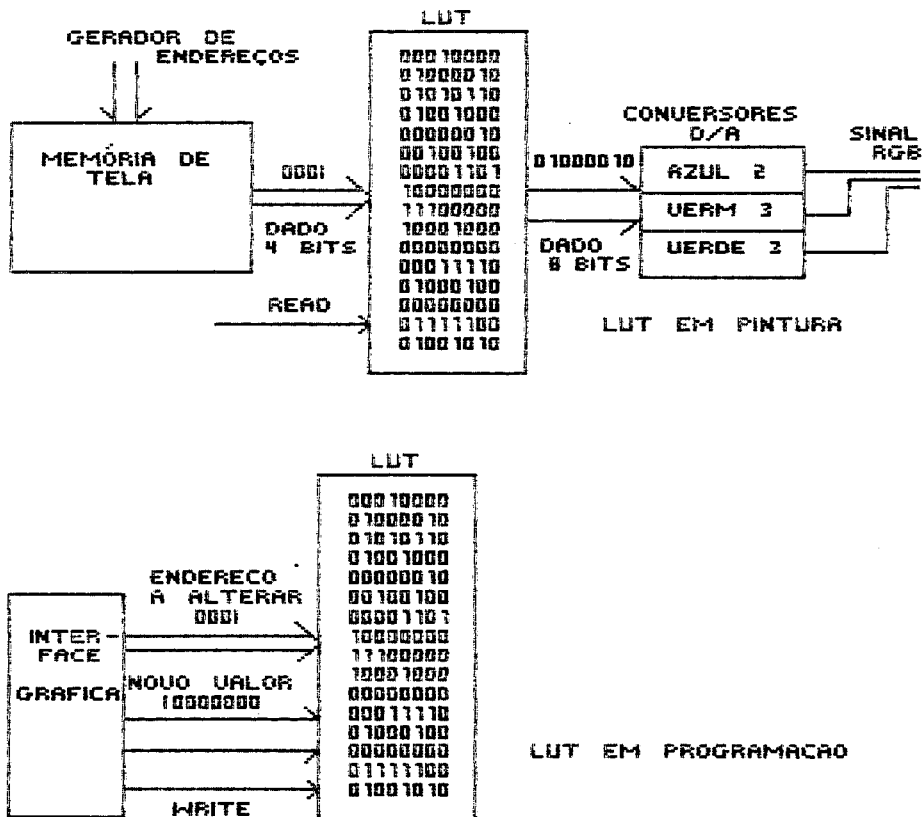 LUT
GERADOR DE
ENDEREÇOS
MEMÓRIA DE
TELA
0001
DADO
4 BITS
READ
00010000
01000010
01010110
01001000
00000010
00100100
00001101
10000000
11100000
10001000
00000000
00011110
01000100
00000000
01111100
01001010
01000010
DADO
8 BITS
CONVERSORES
D/A
AZUL 2
VERM 3
VERDE 3
SINAL
RGB
LUT EM PINTURA
LUT
INTER-
FACE
GRAFICA
ENDERECO
A ALTERAR
0001
NOVO VALOR
10000000
WRITE
00010000
01000010
01010110
01001000
00000010
00100100
00001101
10000000
11100000
10001000
00000000
00011110
01000100
00000000
01111100
01001010
LUT EM PROGRAMACAO